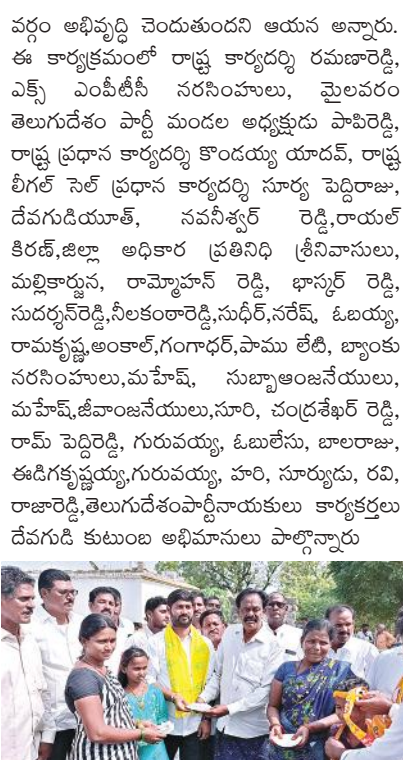 వర్గం అభివృద్ధి చెందుతుందని ఆయన అన్నారు.
ఈ కార్యక్రమంలో రాష్ట్ర కార్యదర్శి రమణారెడ్డి,
ఎక్స్ ఎంపీటీసీ నరసింహులు, మైలవరం
తెలుగుదేశం పార్టీ మండల అధ్యక్షుడు పాపిరెడ్డి,
రాష్ట్ర ప్రధాన కార్యదర్శి కొండయ్య యాదవ్, రాష్ట్ర
లీగల్ సెల్ ప్రధాన కార్యదర్శి సూర్య పెద్దిరాజు,
దేవగుడియూత్, నవనీశ్వర్ రెడ్డి,రాయల్
కిరణ్,జిల్లా అధికార ప్రతినిధి శ్రీనివాసులు,
మల్లికార్జున, రామ్మోహన్ రెడ్డి, భాస్కర్ రెడ్డి,
సుదర్శన్‌రెడ్డి,నీలకంఠారెడ్డి,సుధీర్,నరేష్, ఓబయ్య,
రామకృష్ణ,అంకాల్,గంగాధర్,పాము లేటి, బ్యాంకు
నరసింహులు,మహేష్, సుబ్బాఆంజనేయులు,
మహేష్,జీవాంజనేయులు,సూరి, చంద్రశేఖర్ రెడ్డి,
రామ్ పెద్దిరెడ్డి, గురువయ్య, ఓబులేసు, బాలరాజు,
ఈడిగకృష్ణయ్య,గురువయ్య, హరి, సూర్యుడు, రవి,
రాజారెడ్డి,తెలుగుదేశంపార్టీనాయకులు కార్యకర్తలు
దేవగుడి కుటుంబ అభిమానులు పాల్గొన్నారు